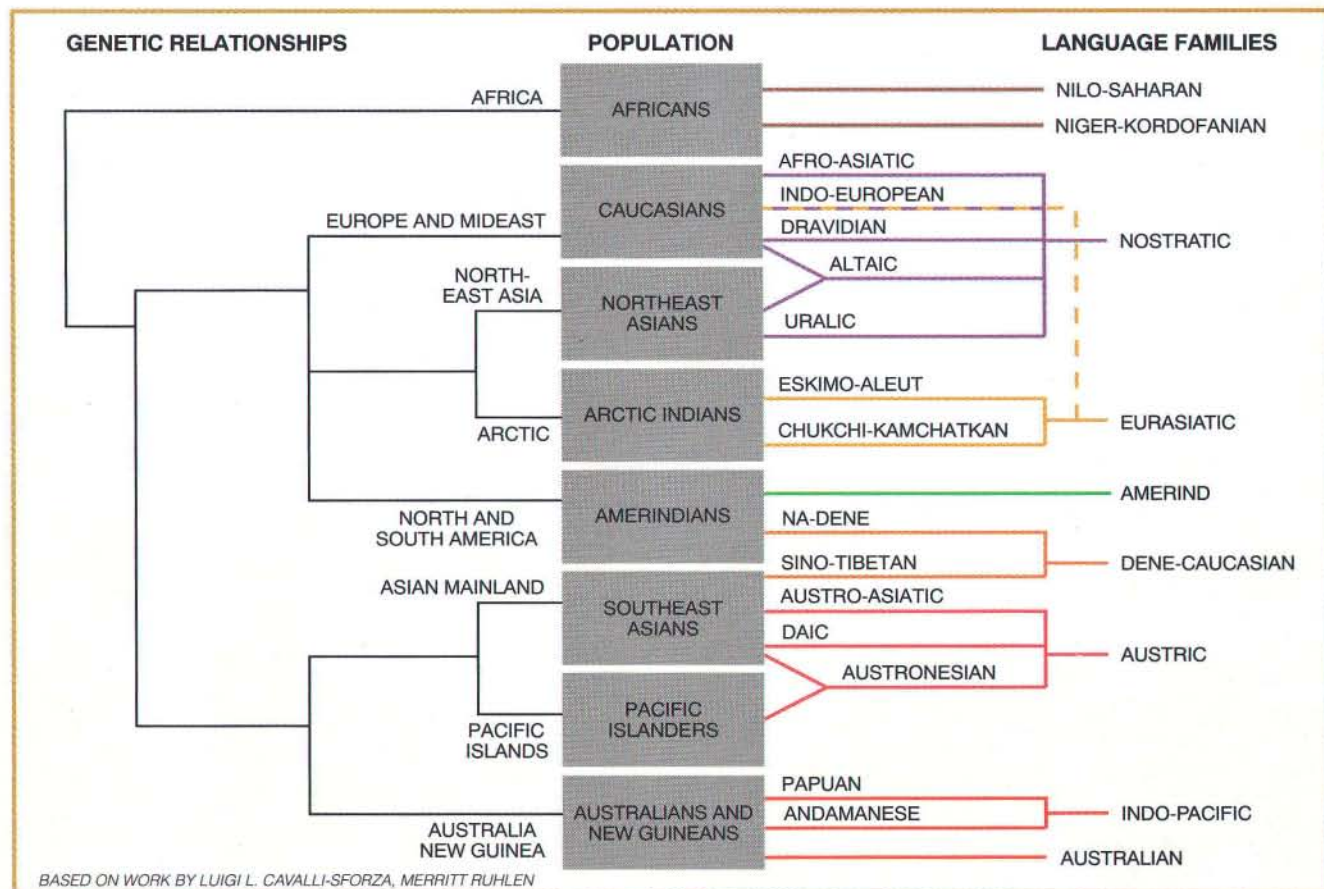 GENETIC RELATIONSHIPS
POPULATION
LANGUAGE FAMILIES
AFRICA
AFRICANS
NILO-SAHARAN
NIGER-KORDOFANIAN
EUROPE AND MIDEAST
CAUCASIANS
AFRO-ASIATIC
INDO-EUROPEAN
DRAVIDIAN
ALTAIC
NOSTRATIC
NORTH-
EAST ASIA
NORTHEAST
ASIANS
URALIC
ARCTIC
ARCTIC INDIANS
ESKIMO-ALEUT
CHUKCHI-KAMCHATKAN
EURASIATIC
NORTH AND
SOUTH AMERICA
AMERINDIANS
AMERIND
NA-DENE
SINO-TIBETAN
DENE-CAUCASIAN
ASIAN MAINLAND
SOUTHEAST
ASIANS
AUSTRO-ASIATIC
DAIC
AUSTRONESIAN
AUSTRIC
PACIFIC
ISLANDS
PACIFIC
ISLANDERS
AUSTRALIA
NEW GUINEA
AUSTRALIANS AND
NEW GUINEANS
PAPUAN
ANDAMANESE
INDO-PACIFIC
AUSTRALIAN
BASED ON WORK BY LUIGI L. CAVALLI-SFORZA, MERRITT RUHLEN